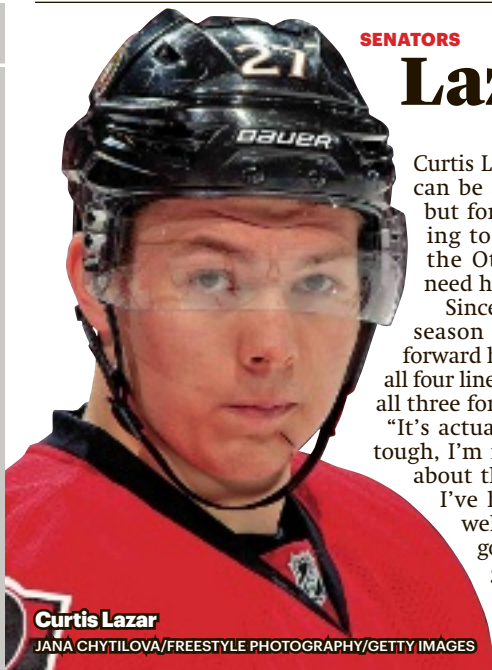 SENATORS
Laz
27
BAUER
Curtis L
can be
but for
ing to
the Ot
need h
Since
season
forward h
all four line
all three for
“It’s actua
tough, I’m
about th
I’ve l
wel
go
Curtis Lazar
JANA CHYTILOVA/FREESTYLE PHOTOGRAPHY/GETTY IMAGES